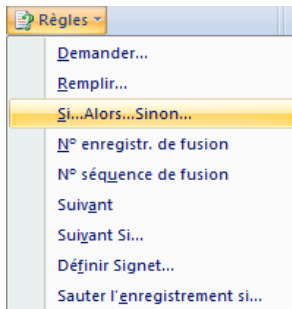 Règles
Demander...
Remplir...
Si...Alors...Sinon...
N° enregistr. de fusion
N° séquence de fusion
Suivant
Suivant Si...
Définir Signet...
Sauter l'enregistrement si...